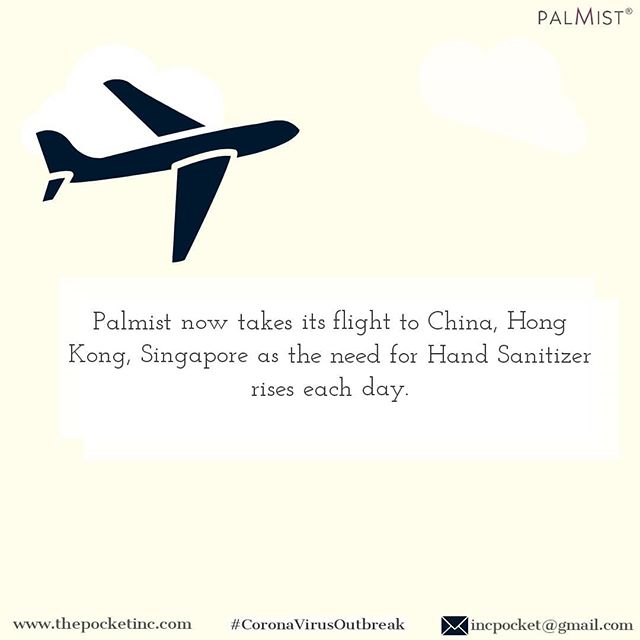 PALMIST®
Palmist now takes its flight to China, Hong
Kong, Singapore as the need for Hand Sanitizer
rises each day.
www.thepocketinc.com #CoronaVirusOutbreak incpocket@gmail.com